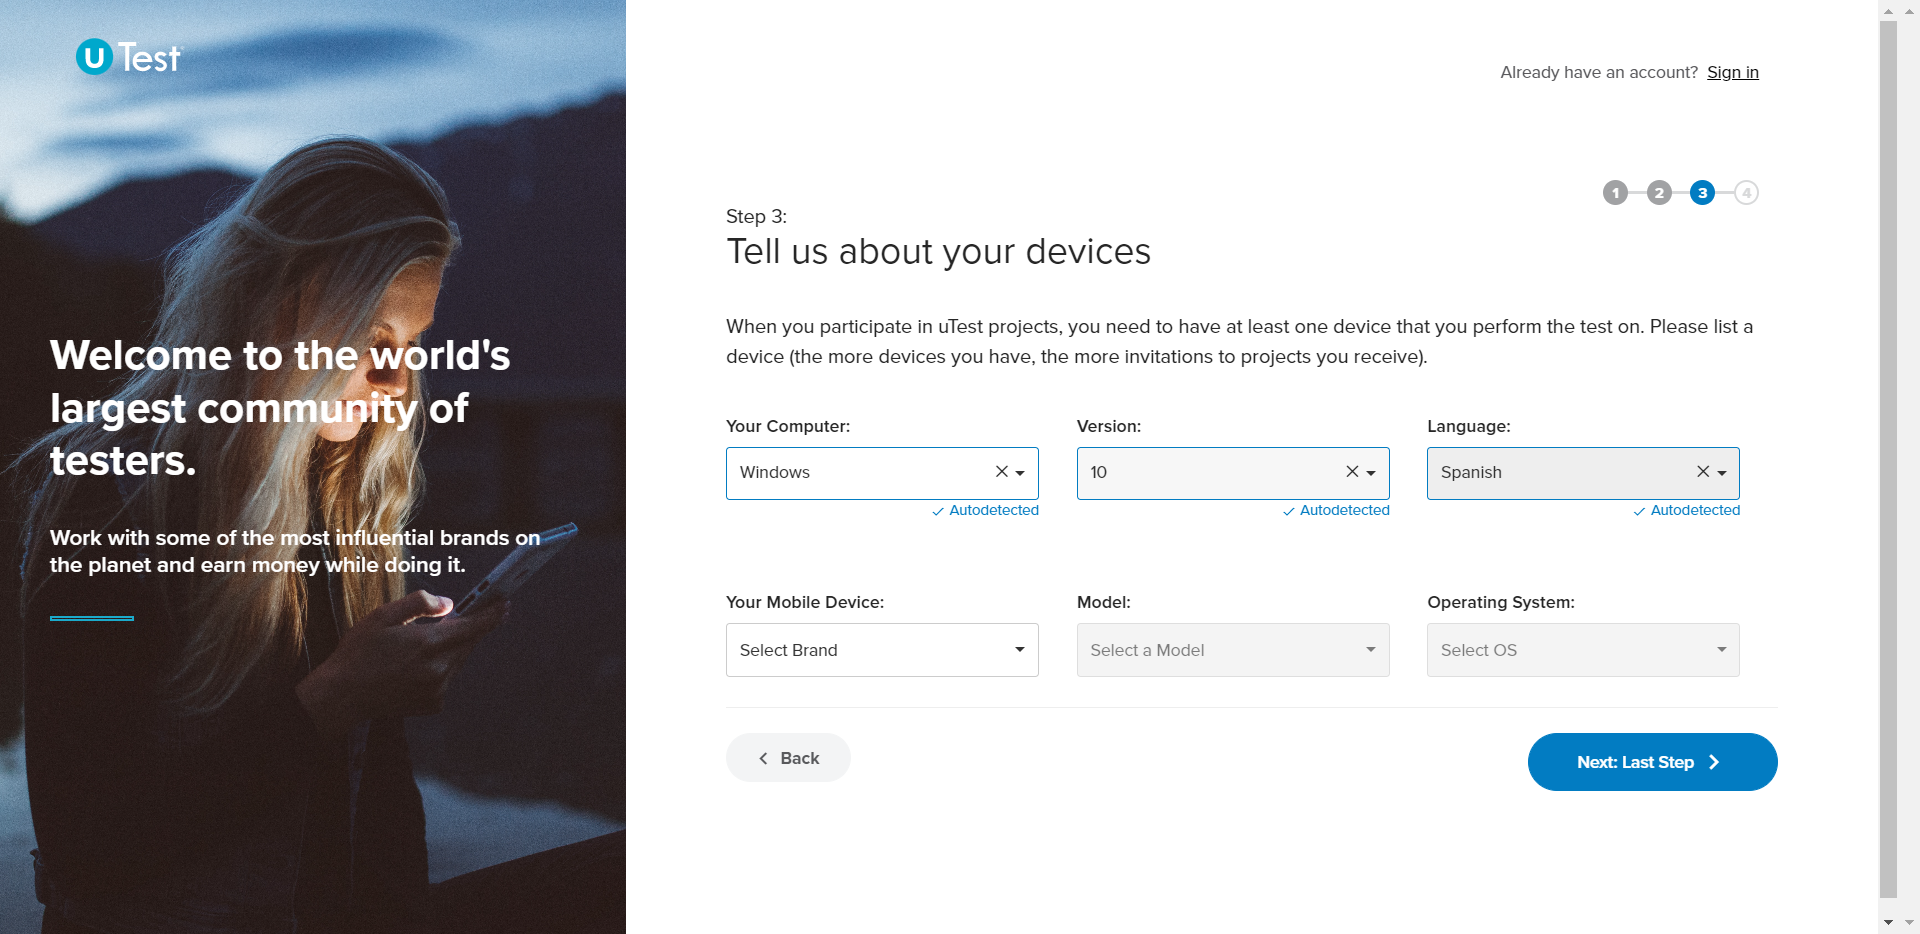 U Test
Already have an account? Sign in
1 2 3 4
Step 3:
Tell us about your devices
When you participate in uTest projects, you need to have at least one device that you perform the test on. Please list a
device (the more devices you have, the more invitations to projects you receive).
Your Computer: Version: Language:
Windows 10 Spanish
Autodetected Autodetected Autodetected
Your Mobile Device: Model: Operating System:
Select Brand Select a Model Select OS
Back Next: Last Step
Welcome to the world's
largest community of
testers.
Work with some of the most influential brands on
the planet and earn money while doing it.